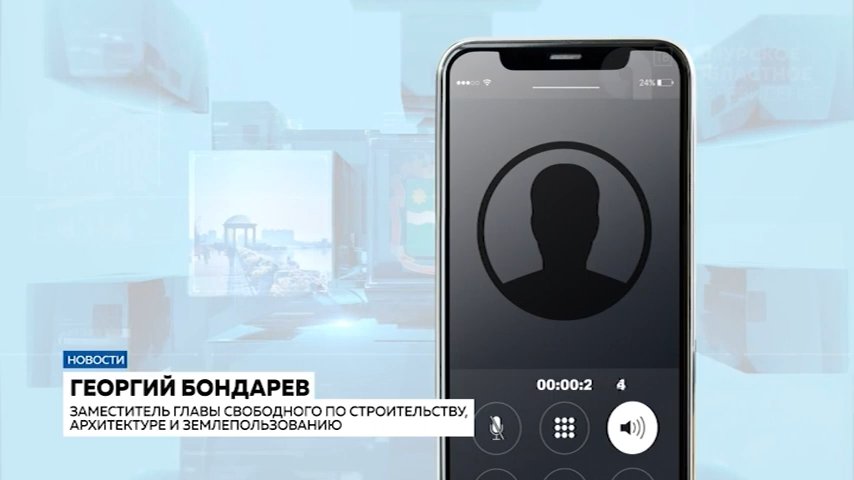 24%
НОВОСТИ
ГЕОРГИЙ БОНДАРЕВ
ЗАМЕСТИТЕЛЬ ГЛАВЫ СВОБОДНОГО ПО СТРОИТЕЛЬСТВУ,
АРХИТЕКТУРЕ И ЗЕМЛЕПОЛЬЗОВАНИЮ
00:00:2 4